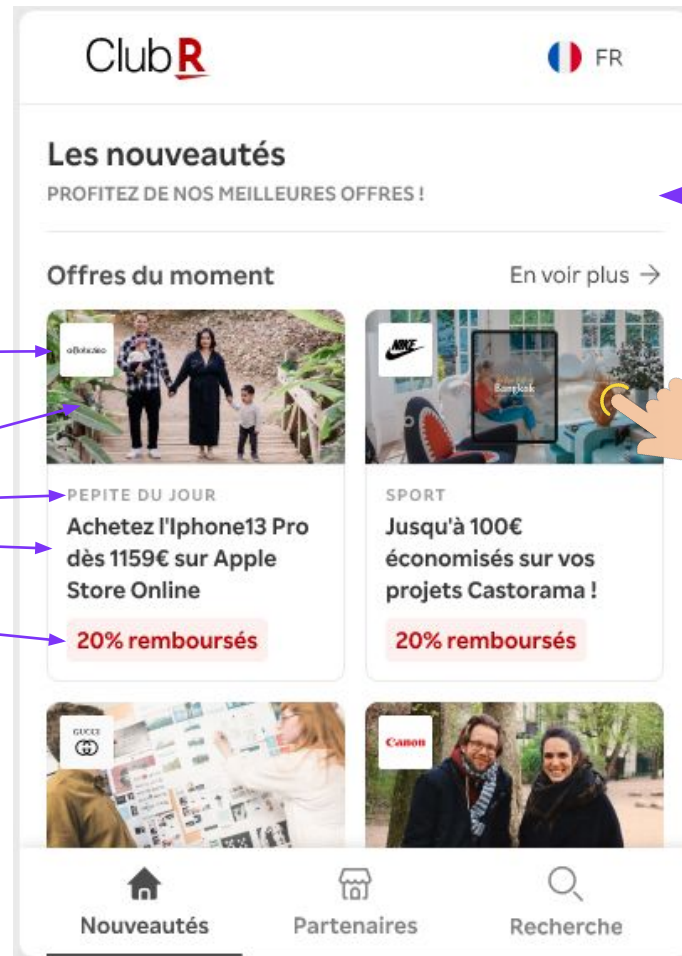 Club R
FR
Les nouveautés
PROFITEZ DE NOS MEILLEURES OFFRES !
Offres du moment
En voir plus →
NIKE
Bangkok
PEPITE DU JOUR
Achetez l'Iphone13 Pro
dès 1159€ sur Apple
Store Online
20% remboursés
SPORT
Jusqu'à 100€
économisés sur vos
projets Castorama !
20% remboursés
GUCCI
Canon
Nouveautés
Partenaires
Recherche